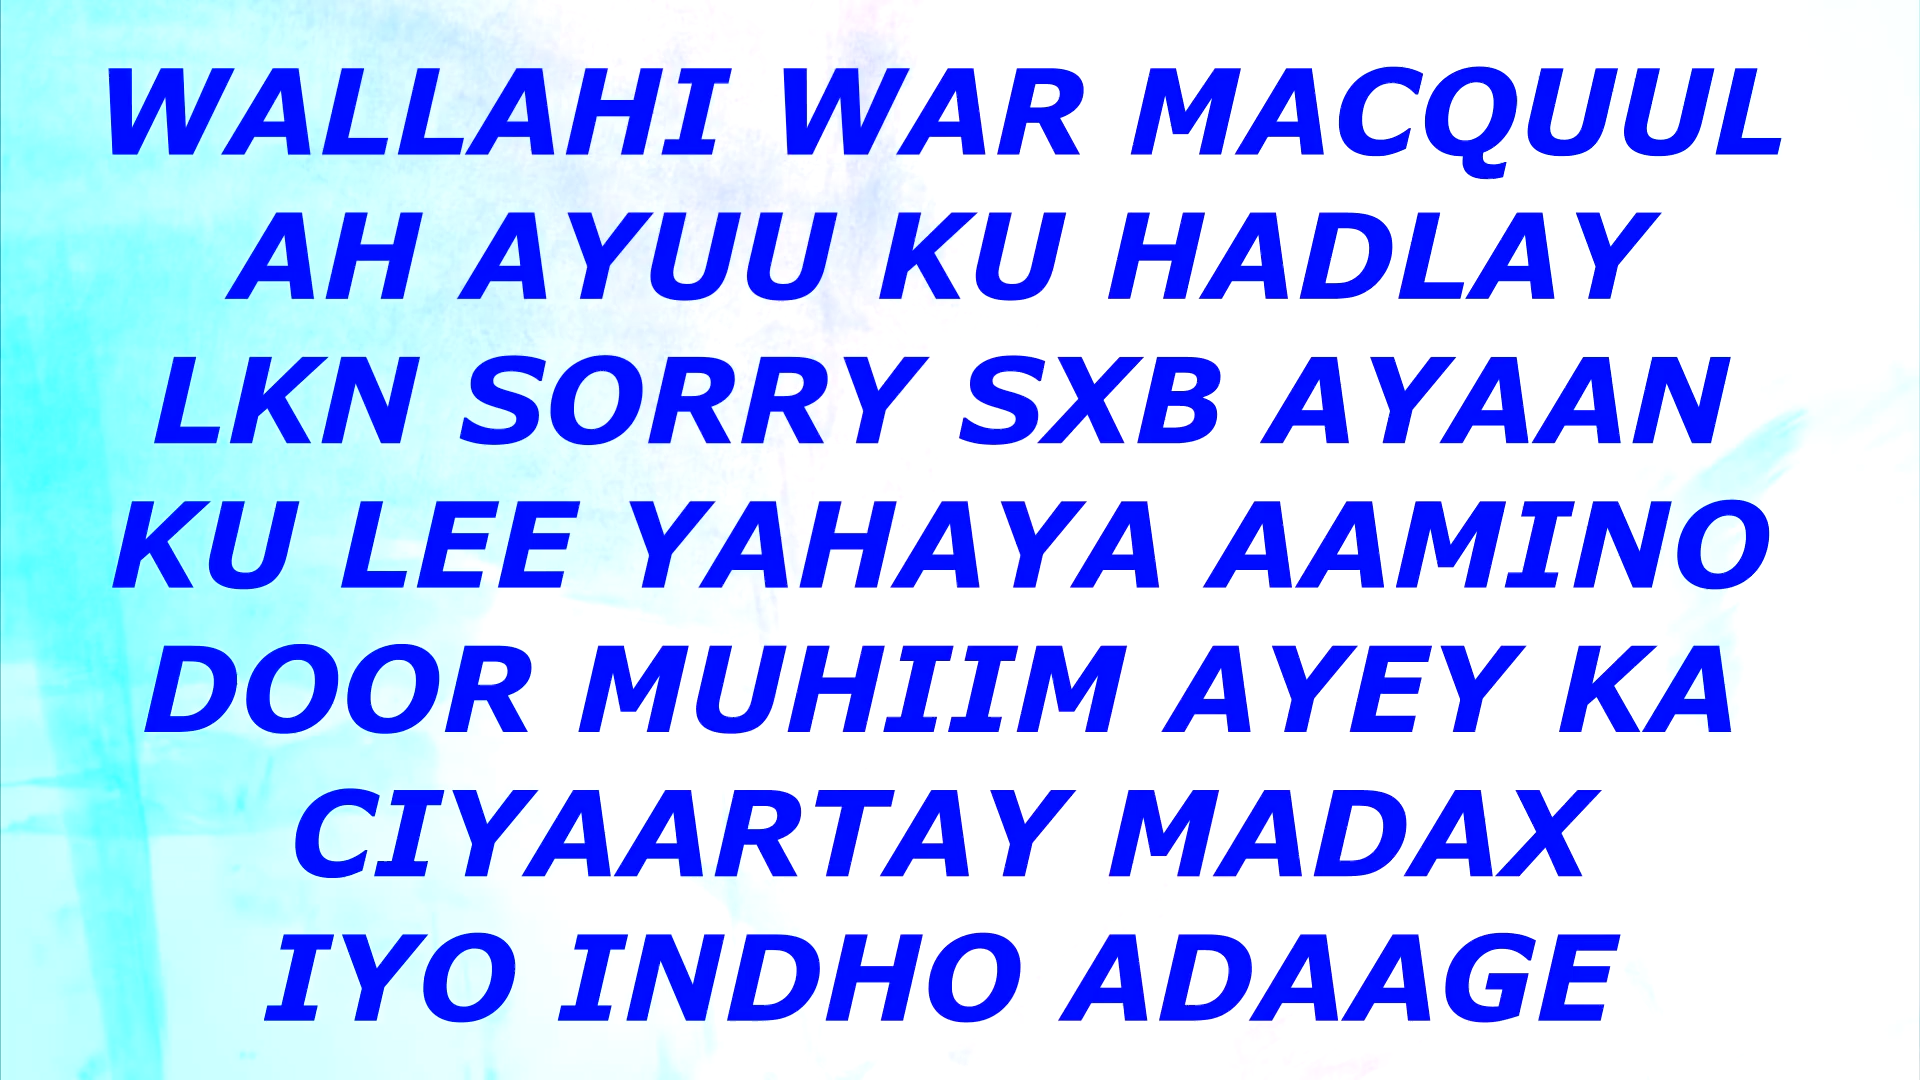 WALLAHI WAR MACQUUL
AH AYUU KU HADLAY
LKN SORRY SXB AYAAN
KU LEE YAHAYA AAMINO
DOOR MUHIIM AYEY KA
CIYAARTAY MADAX
IYO INDHO ADAAGE